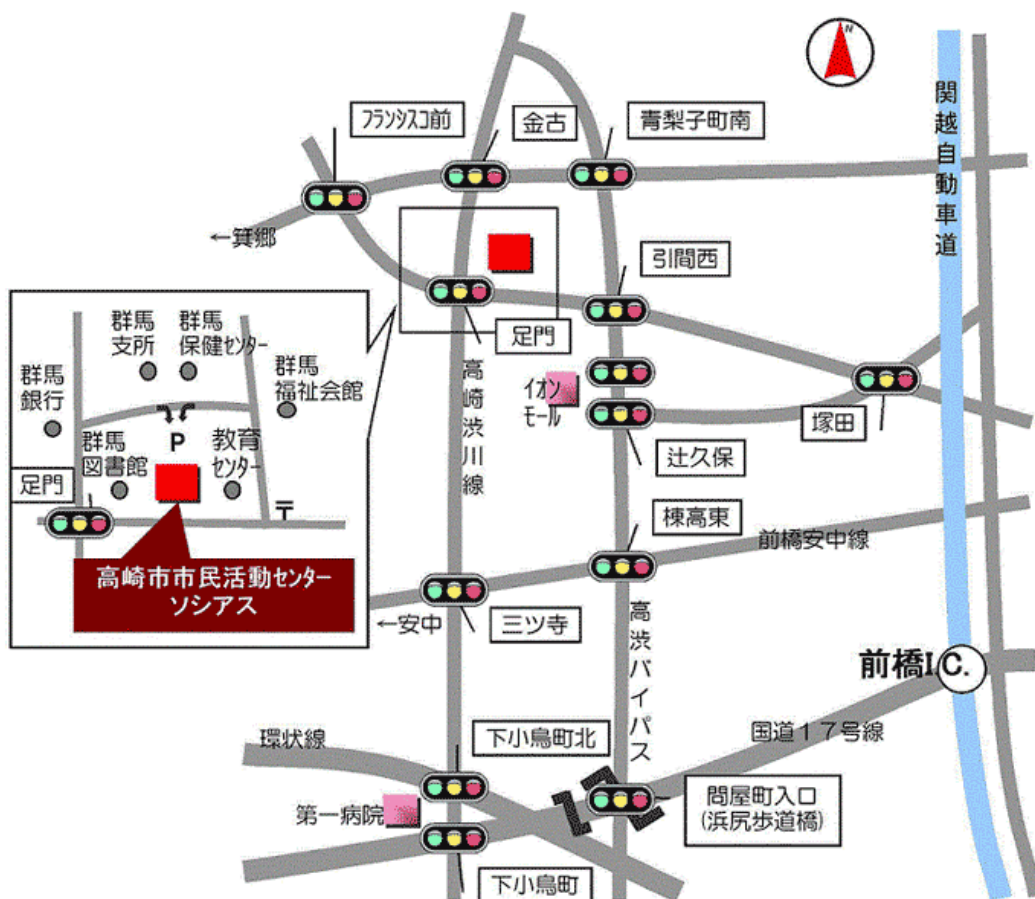 N
フランシスコ前
金古
青梨子町南
関越自動車道
←箕郷
引間西
足門
群馬
支所
群馬
保健センター
群馬
銀行
群馬
福祉会館
P
群馬
図書館
教育
センター
足門
〒
高崎市市民活動センター
ソシアス
高崎渋川線
イオン
モール
塚田
辻久保
棟高東
前橋安中線
←安中
三ツ寺
高渋バイパス
前橋I.C.
国道17号線
環状線
下小鳥町北
第一病院
問屋町入口
(浜尻歩道橋)
下小鳥町